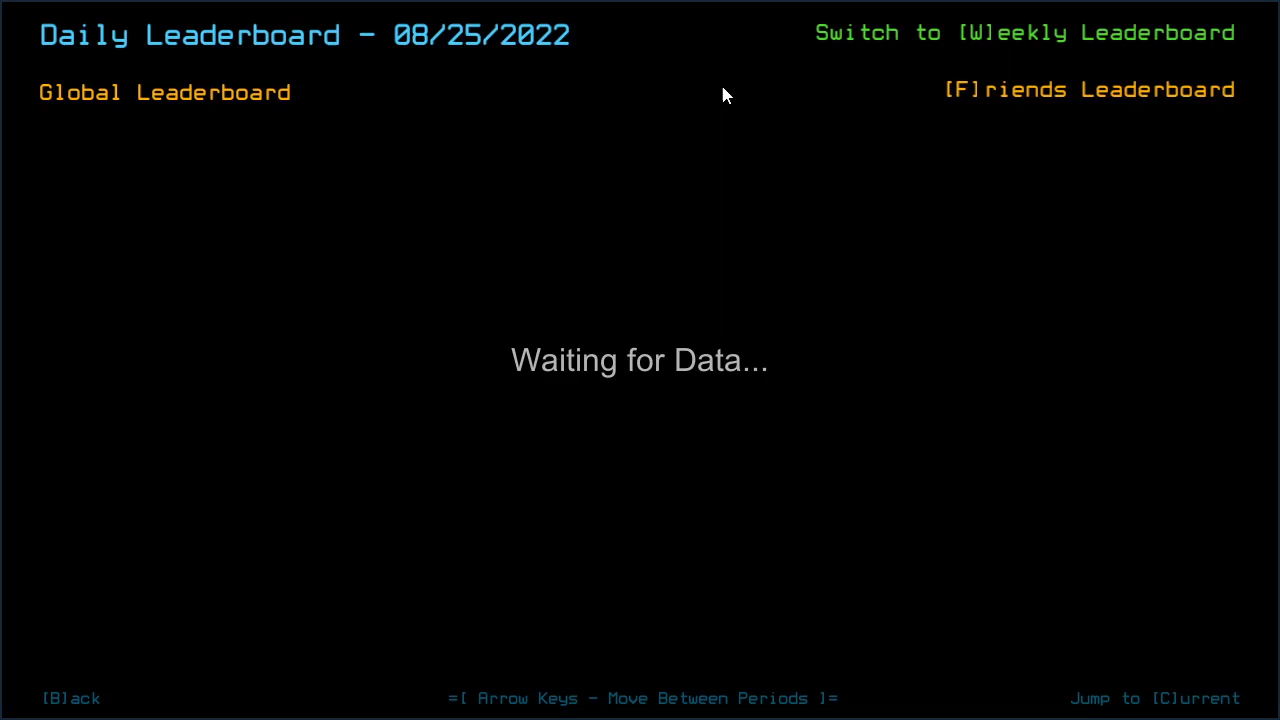 Daily Leaderboard - 08/25/2022
Switch to [W]eekly Leaderboard
Global Leaderboard
[F]riends Leaderboard
Waiting for Data...
[B]ack
=[ Arrow Keys - Move Between Periods ]=
Jump to [C]urrent